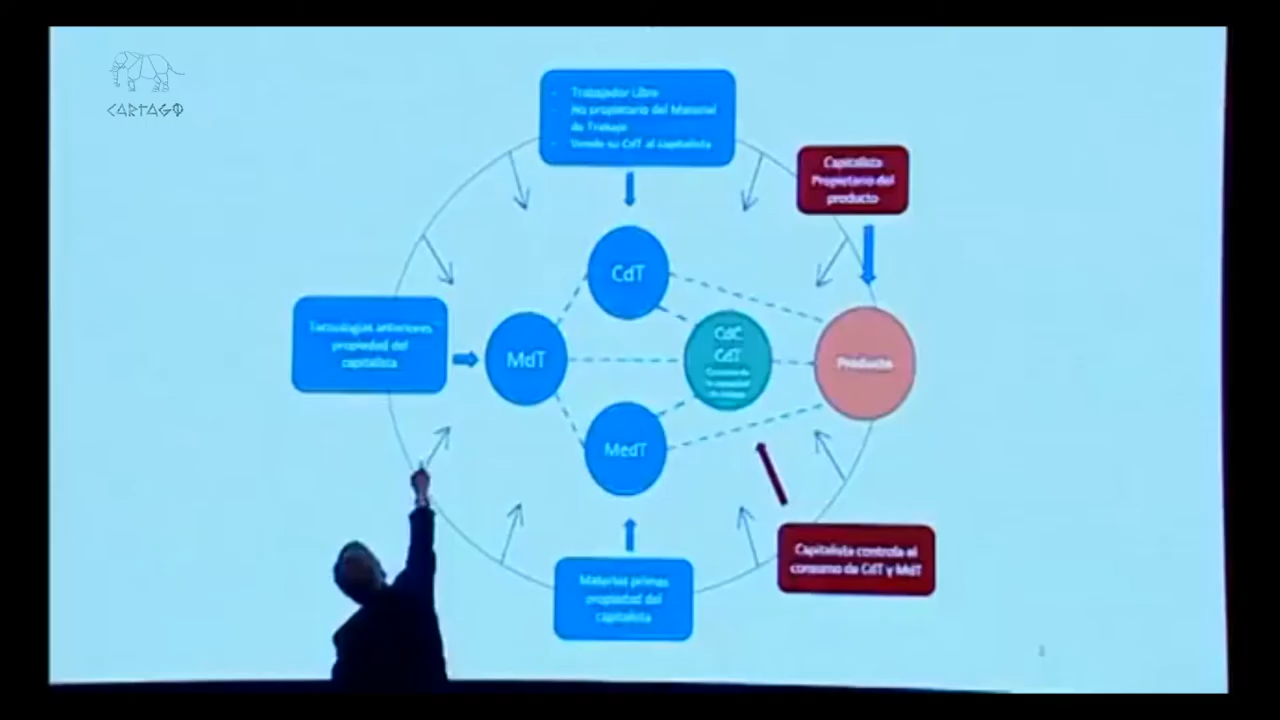 CARTAGO
- Trabajador Libre
- No propietario del Material
de Trabajo
- Vende su CdT al capitalista
Capitalista
Propietario del
producto
CdT
Tecnologías anteriores
propiedad del
capitalista
MdT
CdC
CdT
Producto
MedT
Capitalista controla el
consumo de CdT y MdT
Materias primas
propiedad del
capitalista